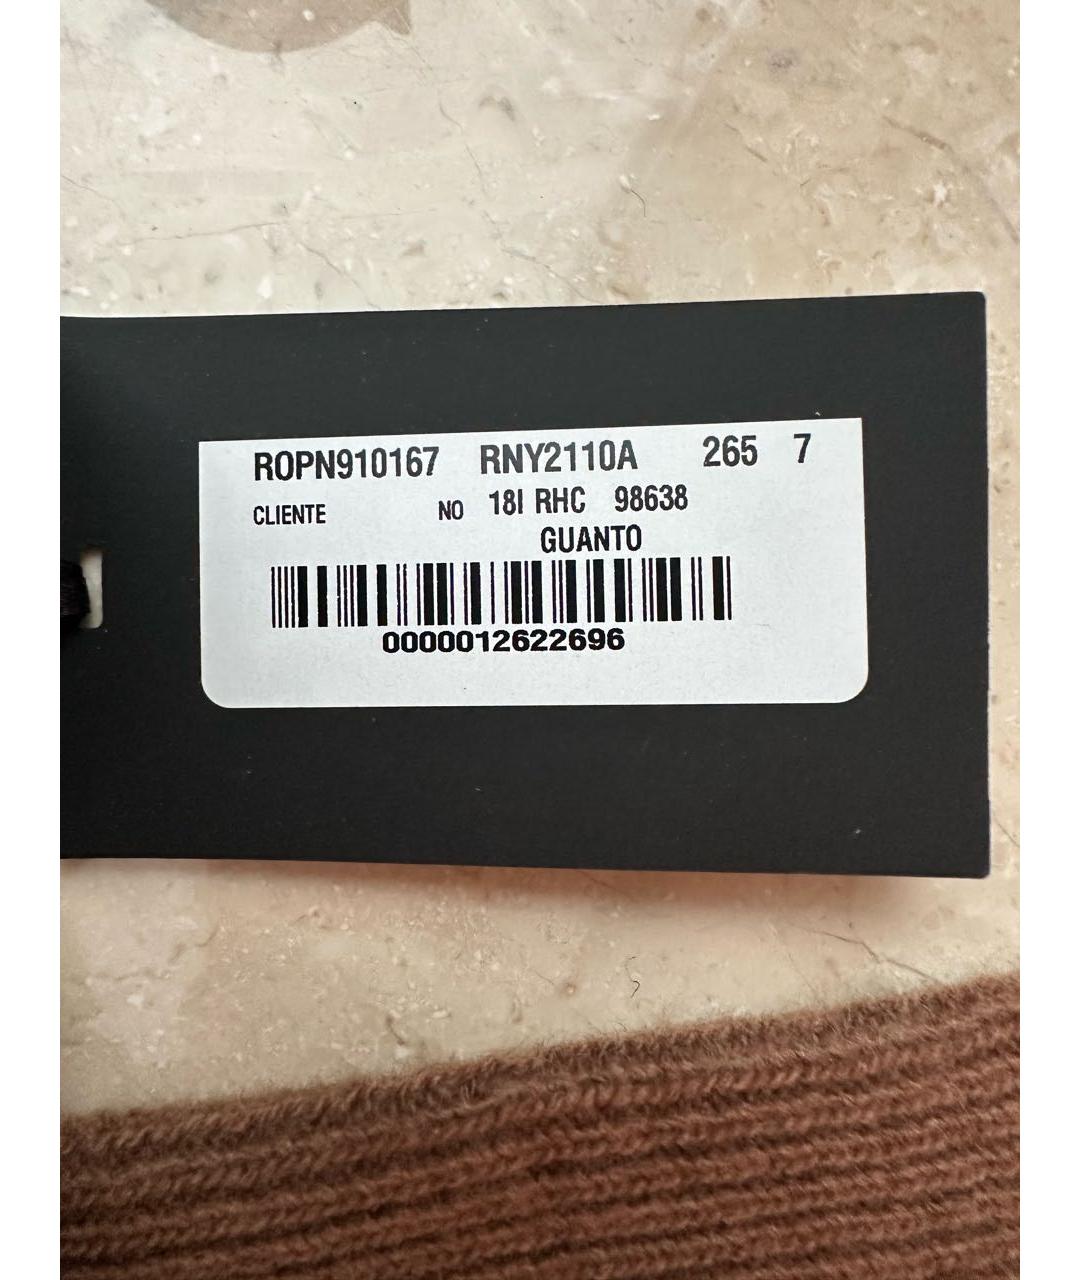 ROPN910167 RNY2110A 265 7
CLIENTE NO 18I RHC 98638
GUANTO
0000012622696